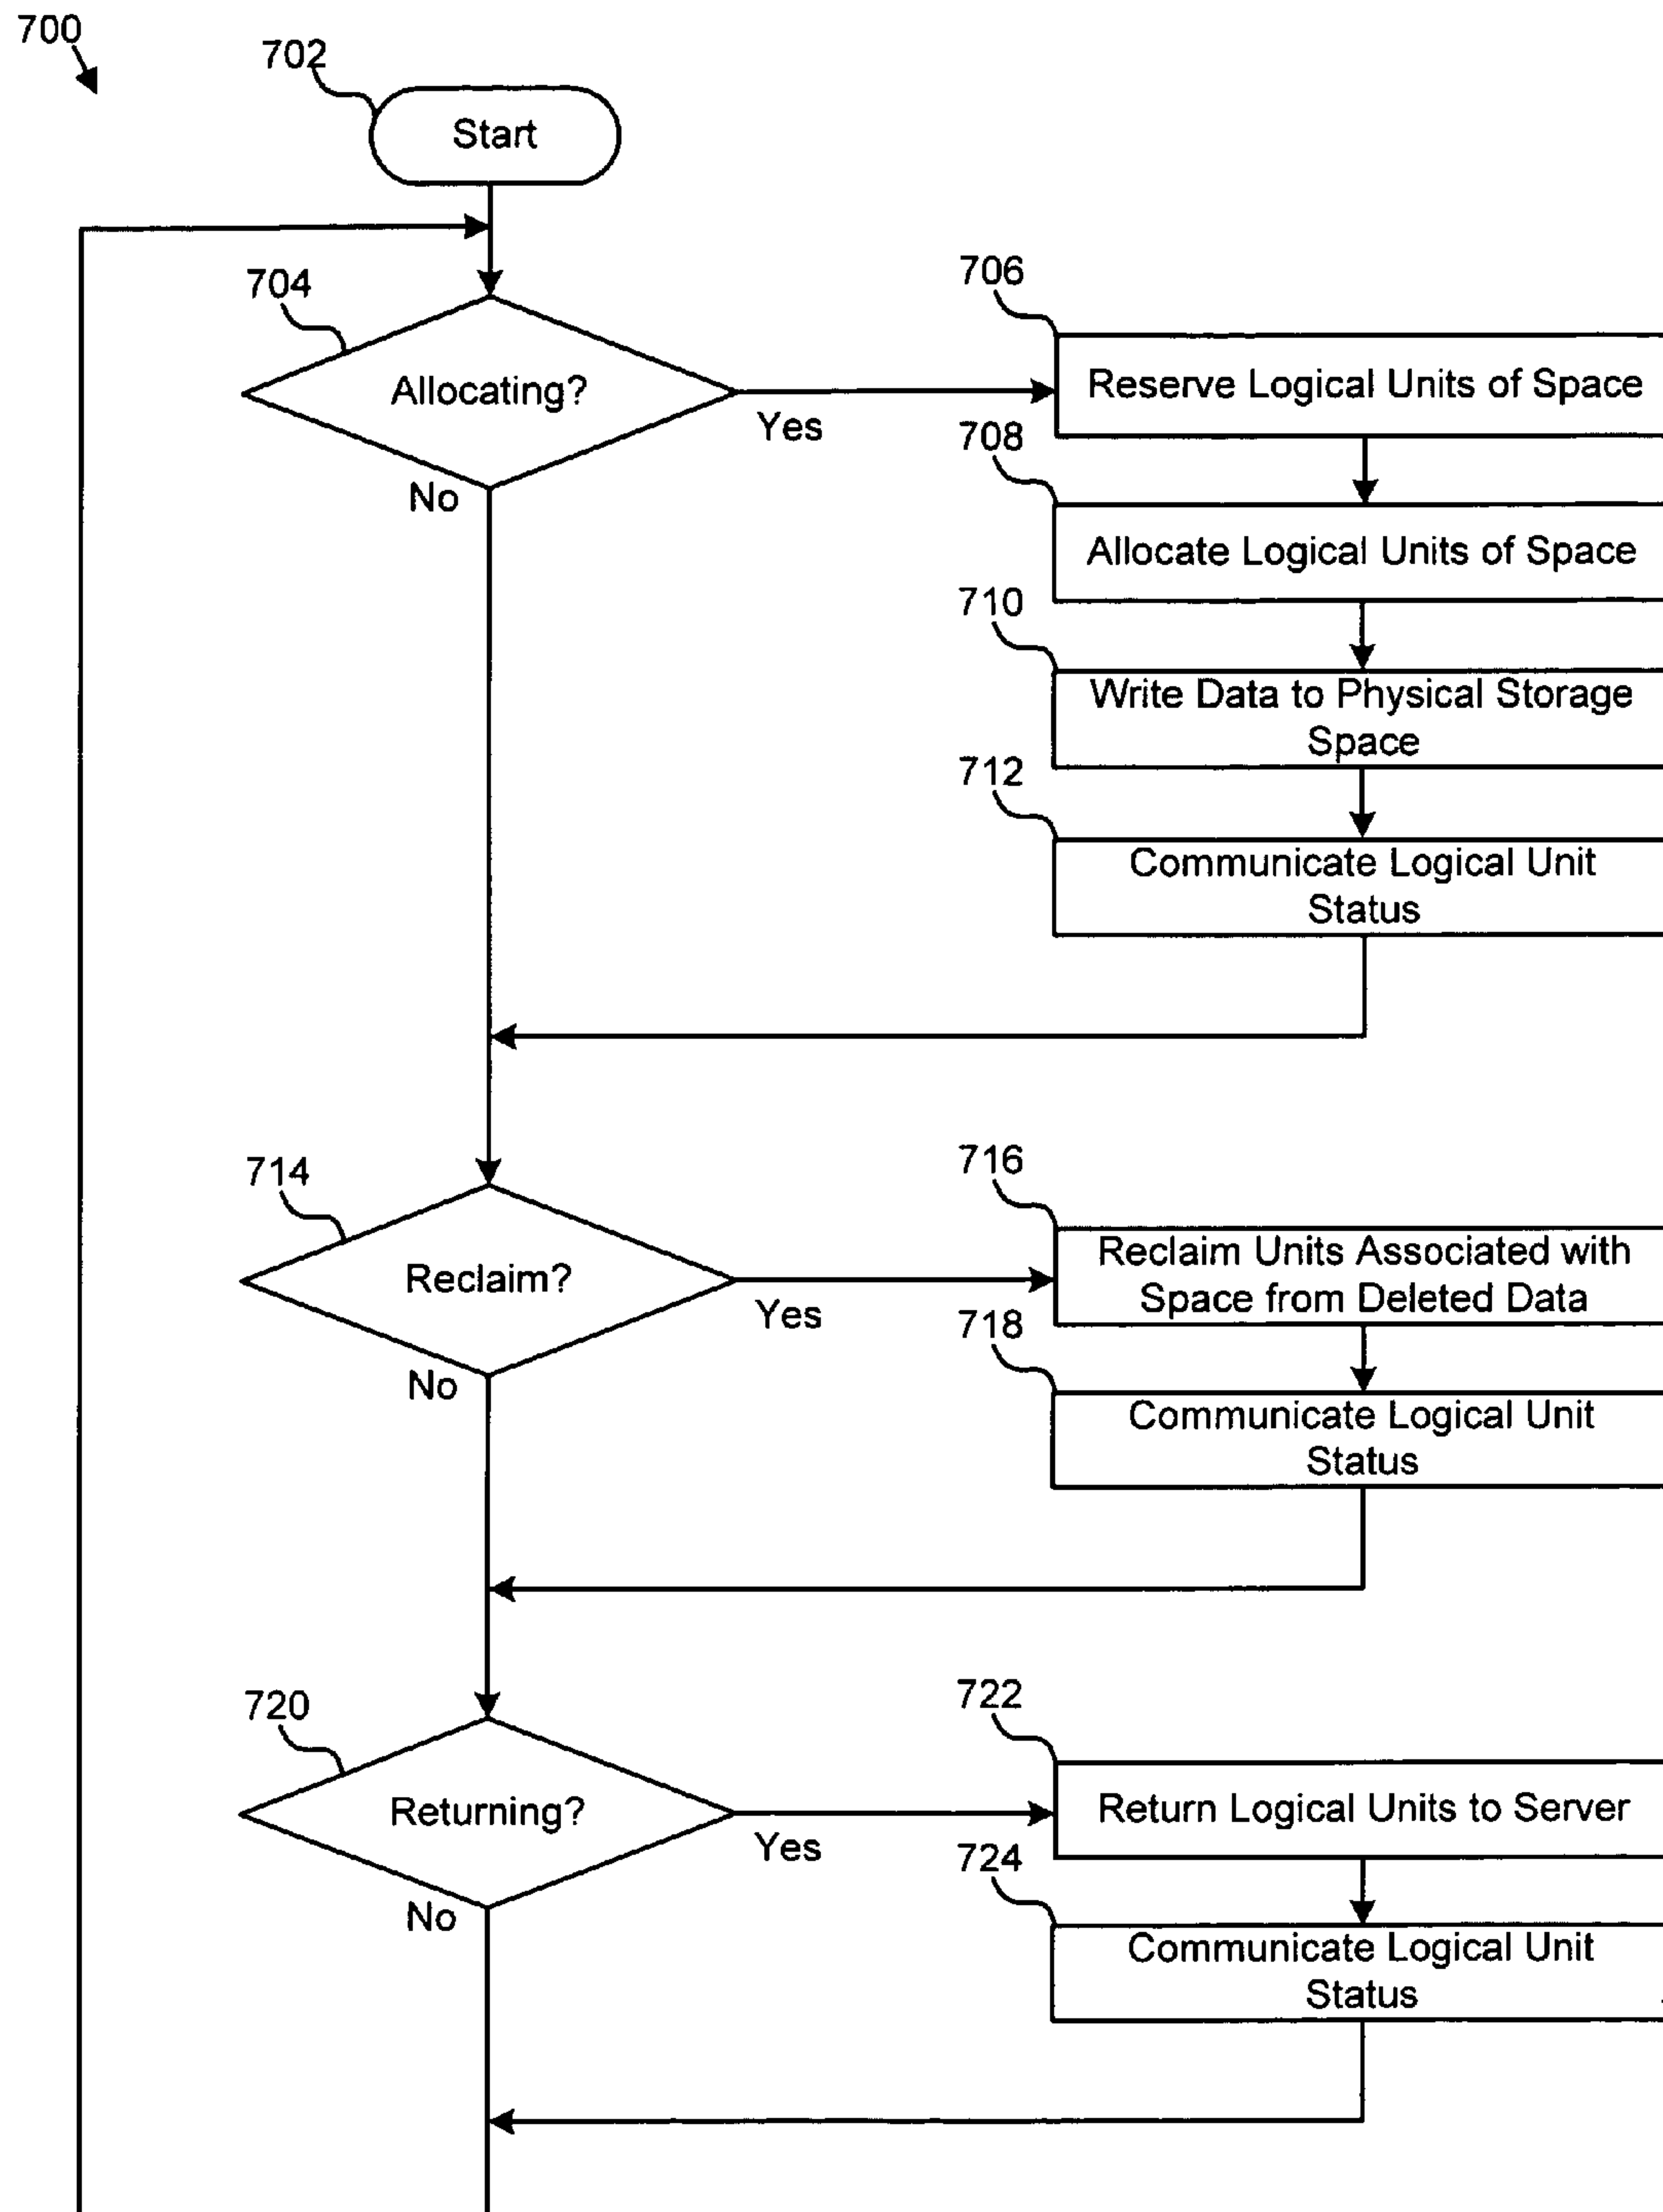 700
702
Start
704
Allocating?
Yes
No
706
Reserve Logical Units of Space
708
Allocate Logical Units of Space
710
Write Data to Physical Storage
Space
712
Communicate Logical Unit
Status
714
Reclaim?
Yes
No
716
Reclaim Units Associated with
Space from Deleted Data
718
Communicate Logical Unit
Status
720
Returning?
Yes
No
722
Return Logical Units to Server
724
Communicate Logical Unit
Status